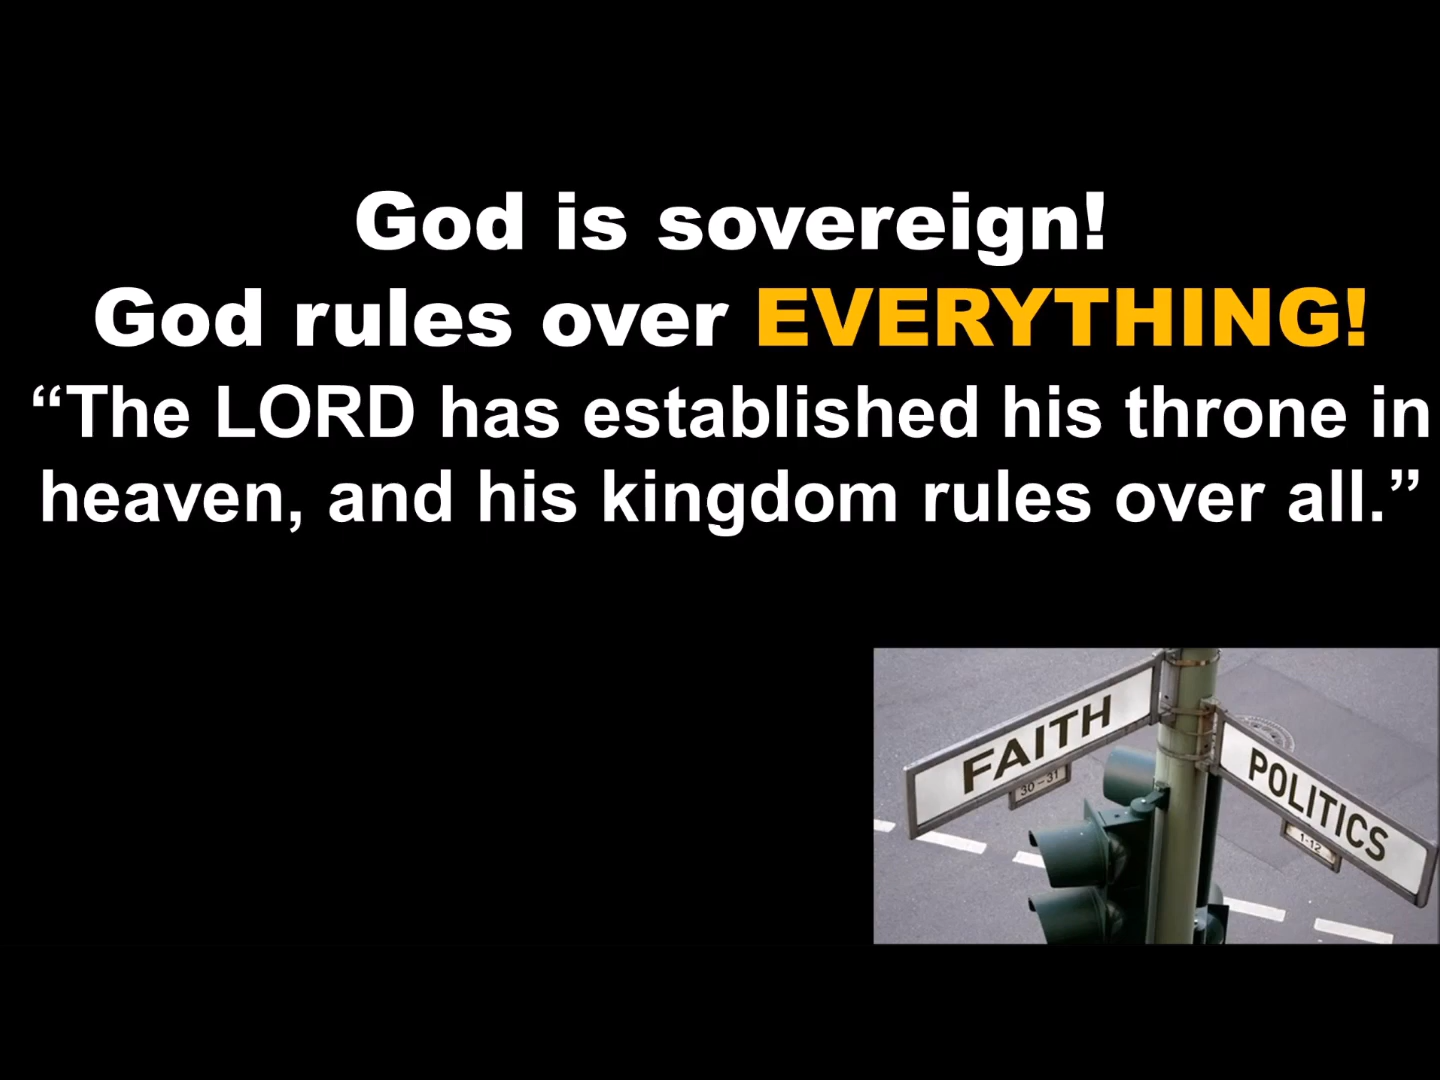 God is sovereign!
God rules over EVERYTHING!
“The LORD has established his throne in
heaven, and his kingdom rules over all.”
FAITH
30–31
POLITICS
1-12